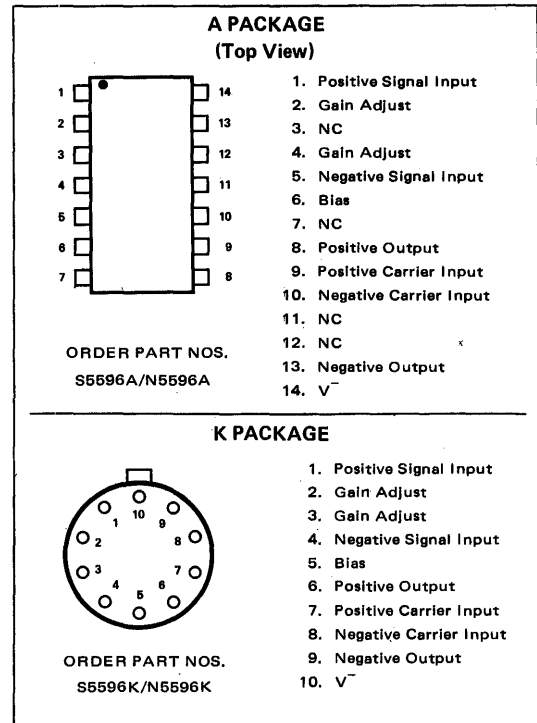 A PACKAGE
(Top View)
1 14
2 13
3 12
4 11
5 10
6 9
7 8
1. Positive Signal Input
2. Gain Adjust
3. NC
4. Gain Adjust
5. Negative Signal Input
6. Bias
7. NC
8. Positive Output
9. Positive Carrier Input
10. Negative Carrier Input
11. NC
12. NC
13. Negative Output
14. V⁻
ORDER PART NOS.
S5596A/N5596A
K PACKAGE
10
1 9
2 8
3 7
4 6
5
1. Positive Signal Input
2. Gain Adjust
3. Gain Adjust
4. Negative Signal Input
5. Bias
6. Positive Output
7. Positive Carrier Input
8. Negative Carrier Input
9. Negative Output
10. V⁻
ORDER PART NOS.
S5596K/N5596K